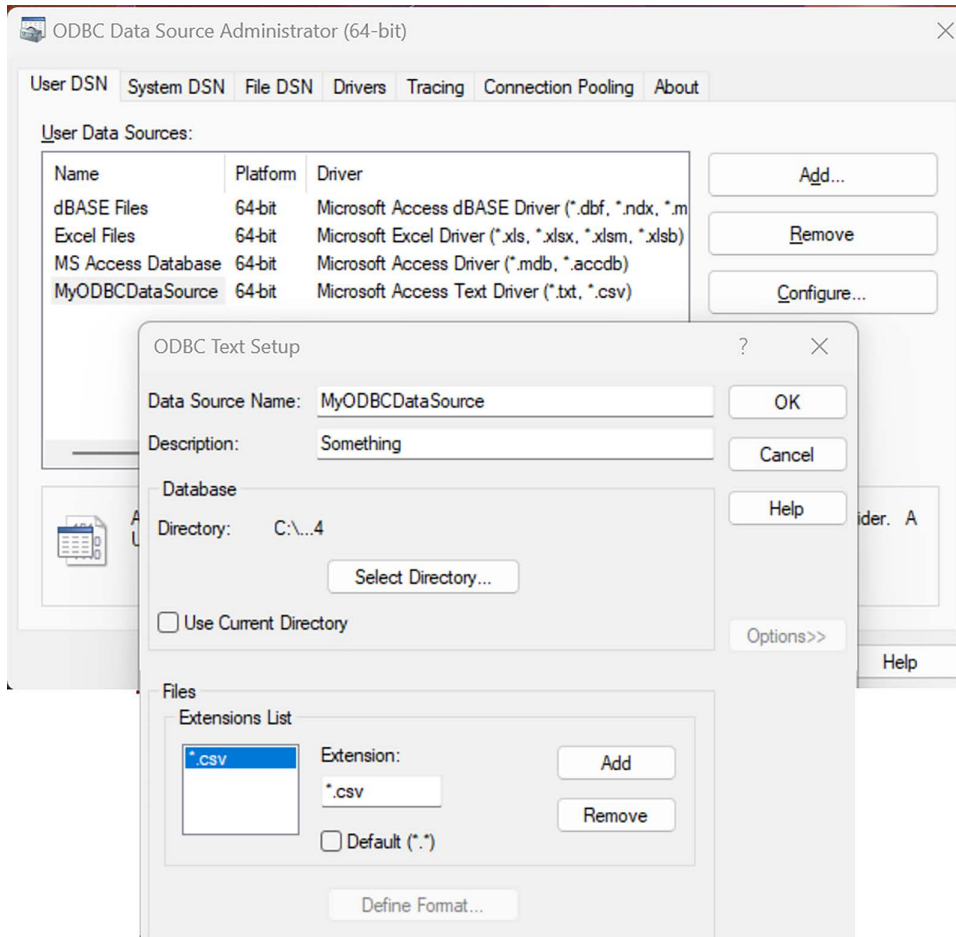 ODBC Data Source Administrator (64-bit)
User DSN System DSN File DSN Drivers Tracing Connection Pooling About
User Data Sources:
Name Platform Driver
dBASE Files 64-bit Microsoft Access dBASE Driver (*.dbf, *.ndx, *.m
Excel Files 64-bit Microsoft Excel Driver (*.xls, *.xlsx, *.xlsm, *.xlsb)
MS Access Database 64-bit Microsoft Access Driver (*.mdb, *.accdb)
MyODBCDataSource 64-bit Microsoft Access Text Driver (*.txt, *.csv)
Add...
Remove
Configure...
ODBC Text Setup ?
Data Source Name: MyODBCDataSource
Description: Something
OK
Cancel
Help
Database
Directory: C:\...4
Select Directory...
Use Current Directory
Options>>
ider. A
Help
Files
Extensions List
*.csv
Extension:
*.csv
Default (*.*)
Add
Remove
Define Format...